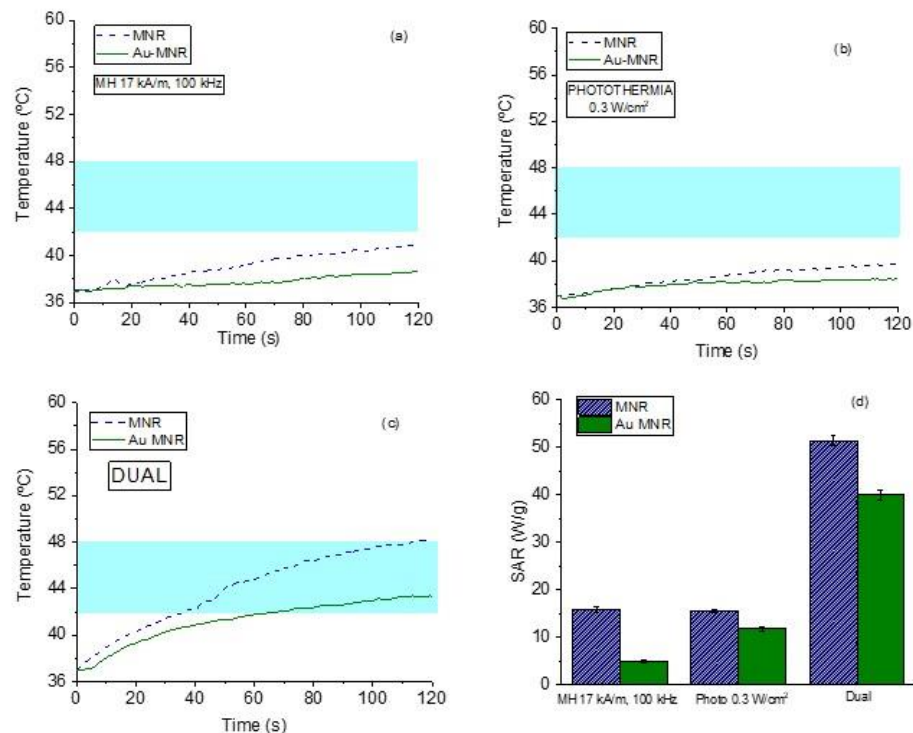 60
56
52
48
44
40
36
Temperature (ºC)
MNR
Au-MNR
MH 17 kA/m, 100 kHz
(a)
0 20 40 60 80 100 120
Time (s)
60
56
52
48
44
40
36
Temperature (ºC)
MNR
Au-MNR
PHOTOTHERMIA
0.3 W/cm²
(b)
0 20 40 60 80 100 120
Time (s)
60
56
52
48
44
40
36
Temperature (ºC)
MNR
Au MNR
DUAL
(c)
0 20 40 60 80 100 120
Time (s)
60
50
40
30
20
10
0
SAR (W/g)
MNR
Au MNR
(d)
MH 17 kA/m, 100 kHz Photo 0.3 W/cm² Dual